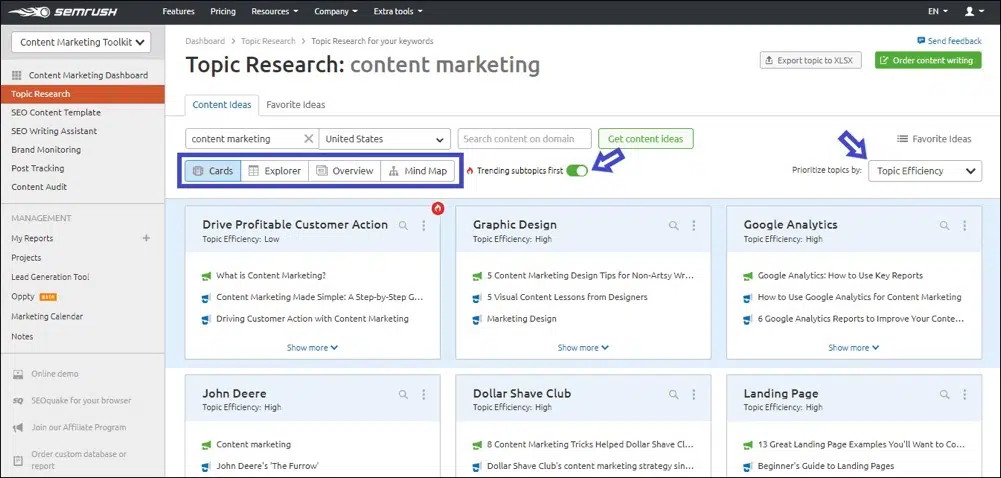 SEMRUSH
Features Pricing Resources Company Extra tools EN
Content Marketing Toolkit
Content Marketing Dashboard
Topic Research
SEO Content Template
SEO Writing Assistant
Brand Monitoring
Post Tracking
Content Audit
MANAGEMENT
My Reports +
Projects
Lead Generation Tool
Oppty BETA
Marketing Calendar
Notes
Online demo
SEOquake for your browser
Join our Affiliate Program
Order custom database or
report
Dashboard > Topic Research > Topic Research for your keywords
Send feedback
Topic Research: content marketing
Export topic to XLSX
Order content writing
Content Ideas Favorite Ideas
content marketing × United States Search content on domain Get content ideas Favorite Ideas
Cards Explorer Overview Mind Map Trending subtopics first Prioritize topics by: Topic Efficiency
Drive Profitable Customer Action
Topic Efficiency: Low
What is Content Marketing?
Content Marketing Made Simple: A Step-by-Step G...
Driving Customer Action with Content Marketing
Show more
Graphic Design
Topic Efficiency: High
5 Content Marketing Design Tips for Non-Artsy Wr...
5 Visual Content Lessons from Designers
Marketing Design
Show more
Google Analytics
Topic Efficiency: High
Google Analytics: How to Use Key Reports
How to Use Google Analytics for Content Marketing
6 Google Analytics Reports to Improve Your Conte...
Show more
John Deere
Topic Efficiency: High
Content marketing
John Deere's 'The Furrow'
Dollar Shave Club
Topic Efficiency: High
8 Content Marketing Tricks Helped Dollar Shave Cl...
Dollar Shave Club's content marketing strategy sin...
Landing Page
Topic Efficiency: High
13 Great Landing Page Examples You'll Want to Co...
Beginner's Guide to Landing Pages